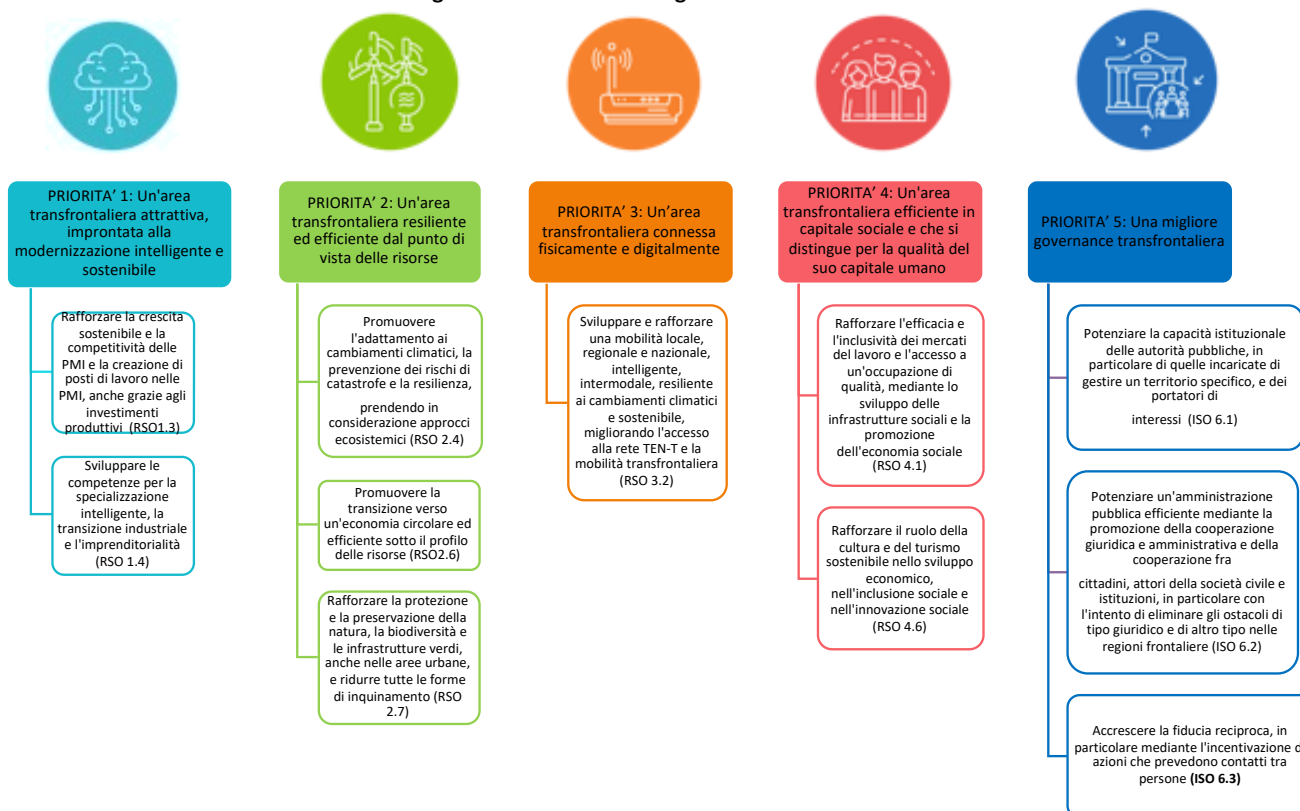 PRIORITA’ 1: Un'area
transfrontaliera attrattiva,
improntata alla
modernizzazione intelligente e
sostenibile
Rafforzare la crescita
sostenibile e la
competitività delle
PMI e la creazione di
posti di lavoro nelle
PMI, anche grazie agli
investimenti
produttivi (RSO1.3)
Sviluppare le
competenze per la
specializzazione
intelligente, la
transizione industriale
e l'imprenditorialità
(RSO 1.4)
PRIORITA’ 2: Un'area
transfrontaliera resiliente
ed efficiente dal punto di
vista delle risorse
Promuovere
l'adattamento ai
cambiamenti climatici, la
prevenzione dei rischi di
catastrofe e la resilienza,
prendendo in
considerazione approcci
ecosistemici (RSO 2.4)
Promuovere la
transizione verso
un'economia circolare ed
efficiente sotto il profilo
delle risorse (RSO2.6)
Rafforzare la protezione
e la preservazione della
natura, la biodiversità e
le infrastrutture verdi,
anche nelle aree urbane,
e ridurre tutte le forme
di inquinamento (RSO
2.7)
PRIORITA’ 3: Un’area
transfrontaliera connessa
fisicamente e digitalmente
Sviluppare e rafforzare
una mobilità locale,
regionale e nazionale,
intelligente,
intermodale, resiliente
ai cambiamenti climatici
e sostenibile,
migliorando l'accesso
alla rete TEN-T e la
mobilità transfrontaliera
(RSO 3.2)
PRIORITA’ 4: Un'area
transfrontaliera efficiente in
capitale sociale e che si
distingue per la qualità del
suo capitale umano
Rafforzare l'efficacia e
l'inclusività dei mercati
del lavoro e l'accesso a
un'occupazione di
qualità, mediante lo
sviluppo delle
infrastrutture sociali e la
promozione
dell'economia sociale
(RSO 4.1)
Rafforzare il ruolo della
cultura e del turismo
sostenibile nello sviluppo
economico,
nell'inclusione sociale e
nell'innovazione sociale
(RSO 4.6)
PRIORITA’ 5: Una migliore
governance transfrontaliera
Potenziare la capacità istituzionale
delle autorità pubbliche, in
particolare di quelle incaricate di
gestire un territorio specifico, e dei
portatori di
interessi (ISO 6.1)
Potenziare un'amministrazione
pubblica efficiente mediante la
promozione della cooperazione
giuridica e amministrativa e della
cooperazione fra
cittadini, attori della società civile e
istituzioni, in particolare con
l'intento di eliminare gli ostacoli di
tipo giuridico e di altro tipo nelle
regioni frontaliere (ISO 6.2)
Accrescere la fiducia reciproca, in
particolare mediante l'incentivazione
azioni che prevedono contatti tra
persone (ISO 6.3)